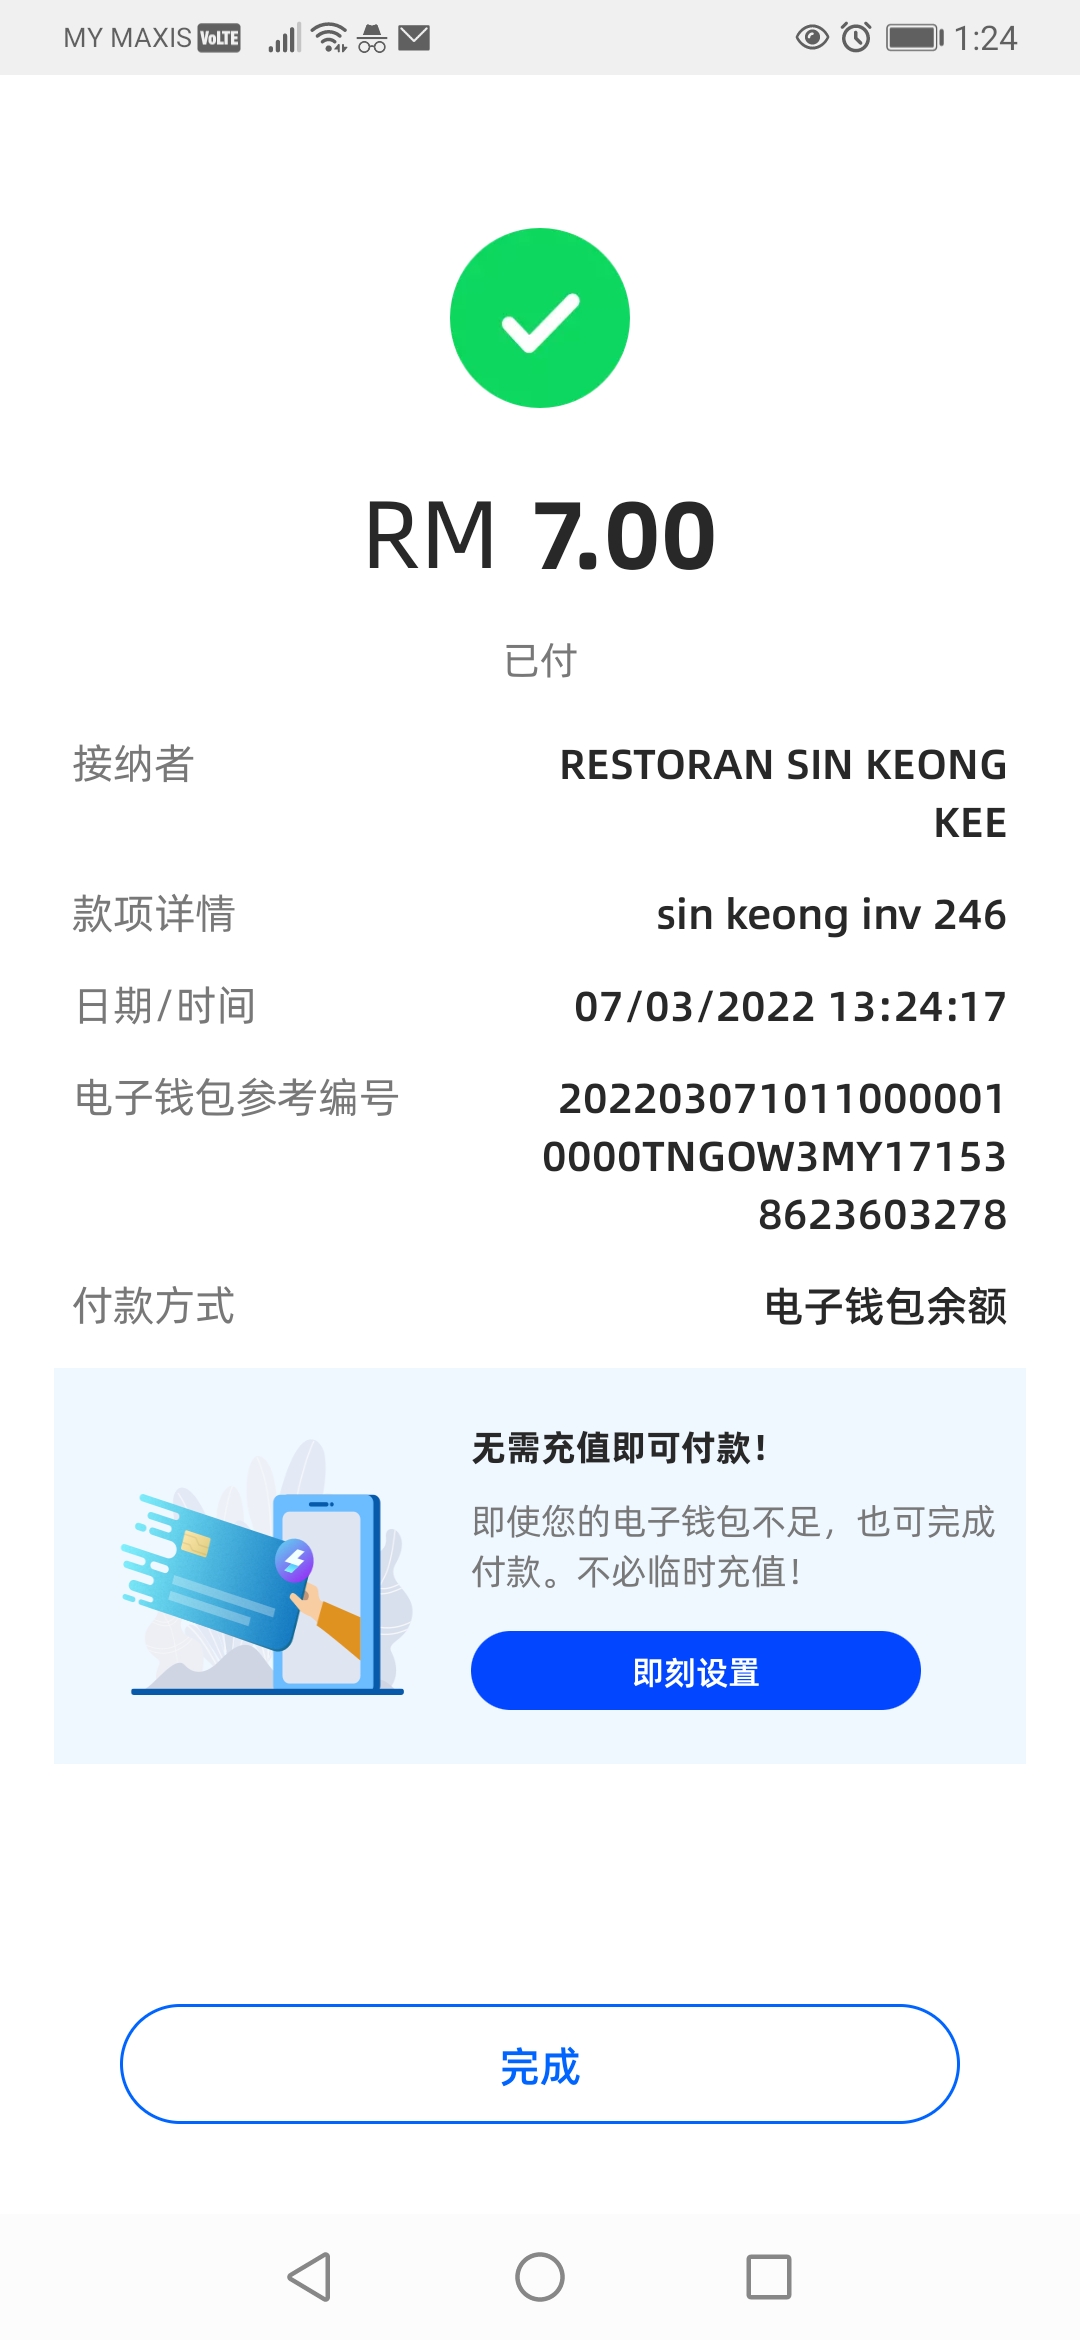 MY MAXIS VoLTE 1:24
RM 7.00
已付
接纳者 RESTORAN SIN KEONG
KEE
款项详情 sin keong inv 246
日期/时间 07/03/2022 13:24:17
电子钱包参考编号 202203071011000001
0000TNGOW3MY17153
8623603278
付款方式 电子钱包余额
无需充值即可付款！
即使您的电子钱包不足，也可完成
付款。不必临时充值！
即刻设置
完成